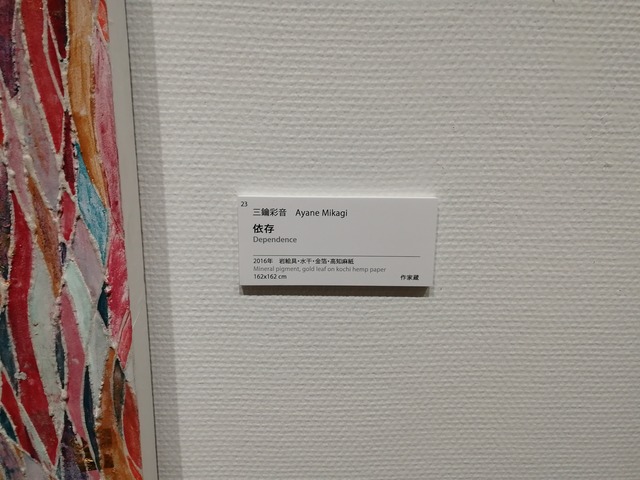 23
三鑰彩音　Ayane Mikagi
依存
Dependence
2016年　岩絵具・水干・金箔・高知麻紙
Mineral pigment, gold leaf on kochi hemp paper
162x162 cm　作家蔵